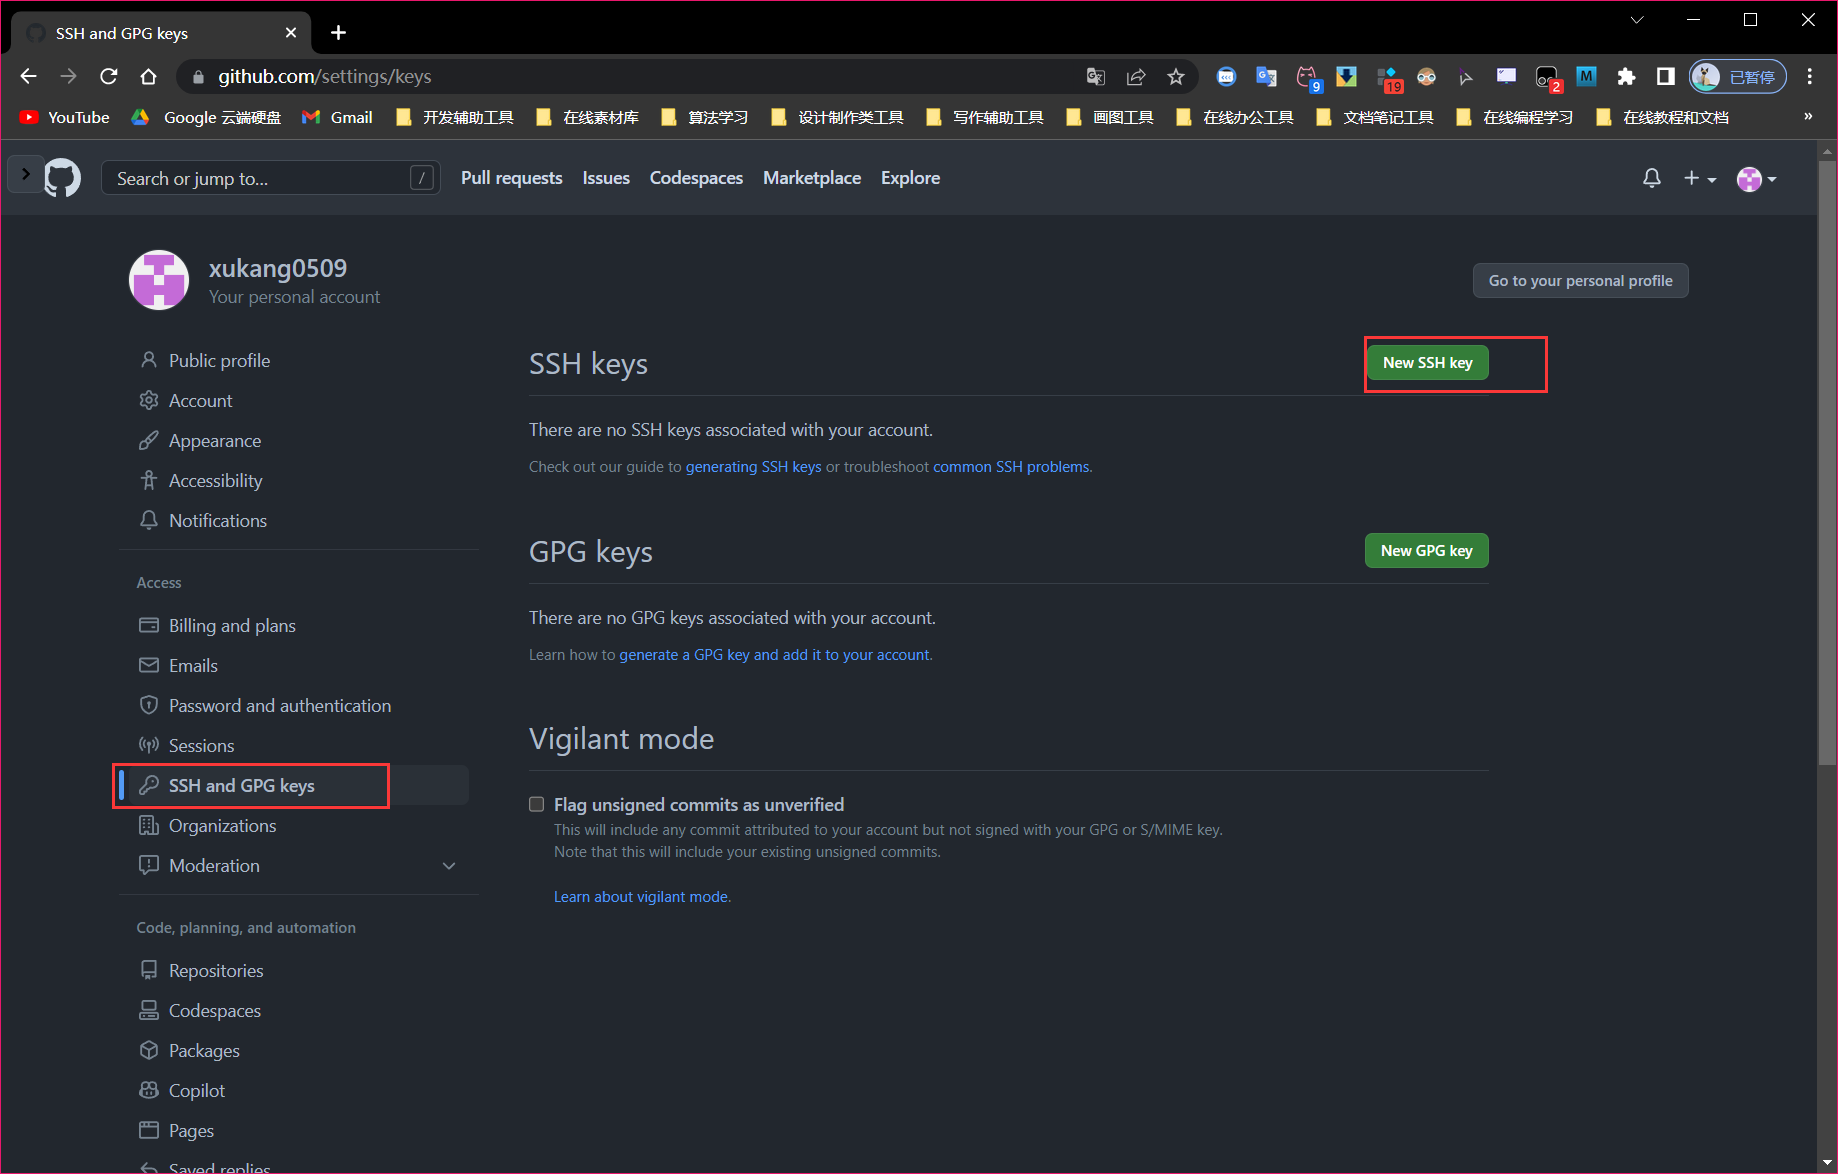 SSH and GPG keys
github.com/settings/keys
9
19
2
M
已暂停
YouTube
Google 云端硬盘
Gmail
开发辅助工具
在线素材库
算法学习
设计制作类工具
写作辅助工具
画图工具
在线办公工具
文档笔记工具
在线编程学习
在线教程和文档
»
Search or jump to...
/
Pull requests
Issues
Codespaces
Marketplace
Explore
xukang0509
Your personal account
Go to your personal profile
Public profile
Account
Appearance
Accessibility
Notifications
Access
Billing and plans
Emails
Password and authentication
Sessions
SSH and GPG keys
Organizations
Moderation
Code, planning, and automation
Repositories
Codespaces
Packages
Copilot
Pages
Saved replies
SSH keys
New SSH key
There are no SSH keys associated with your account.
Check out our guide to generating SSH keys or troubleshoot common SSH problems.
GPG keys
New GPG key
There are no GPG keys associated with your account.
Learn how to generate a GPG key and add it to your account.
Vigilant mode
Flag unsigned commits as unverified
This will include any commit attributed to your account but not signed with your GPG or S/MIME key.
Note that this will include your existing unsigned commits.
Learn about vigilant mode.